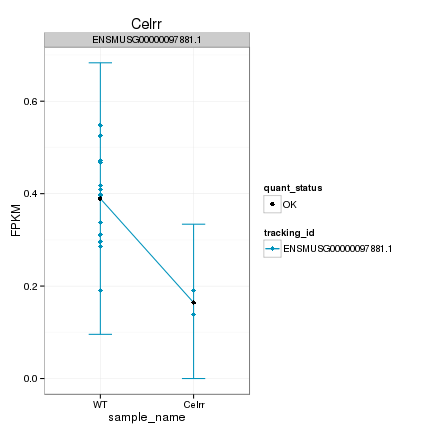 Celrr
ENSMUSG00000097881.1
0.6
0.4
0.2
0.0
FPKM
WT
Celrr
sample_name
quant_status
OK
tracking_id
ENSMUSG00000097881.1